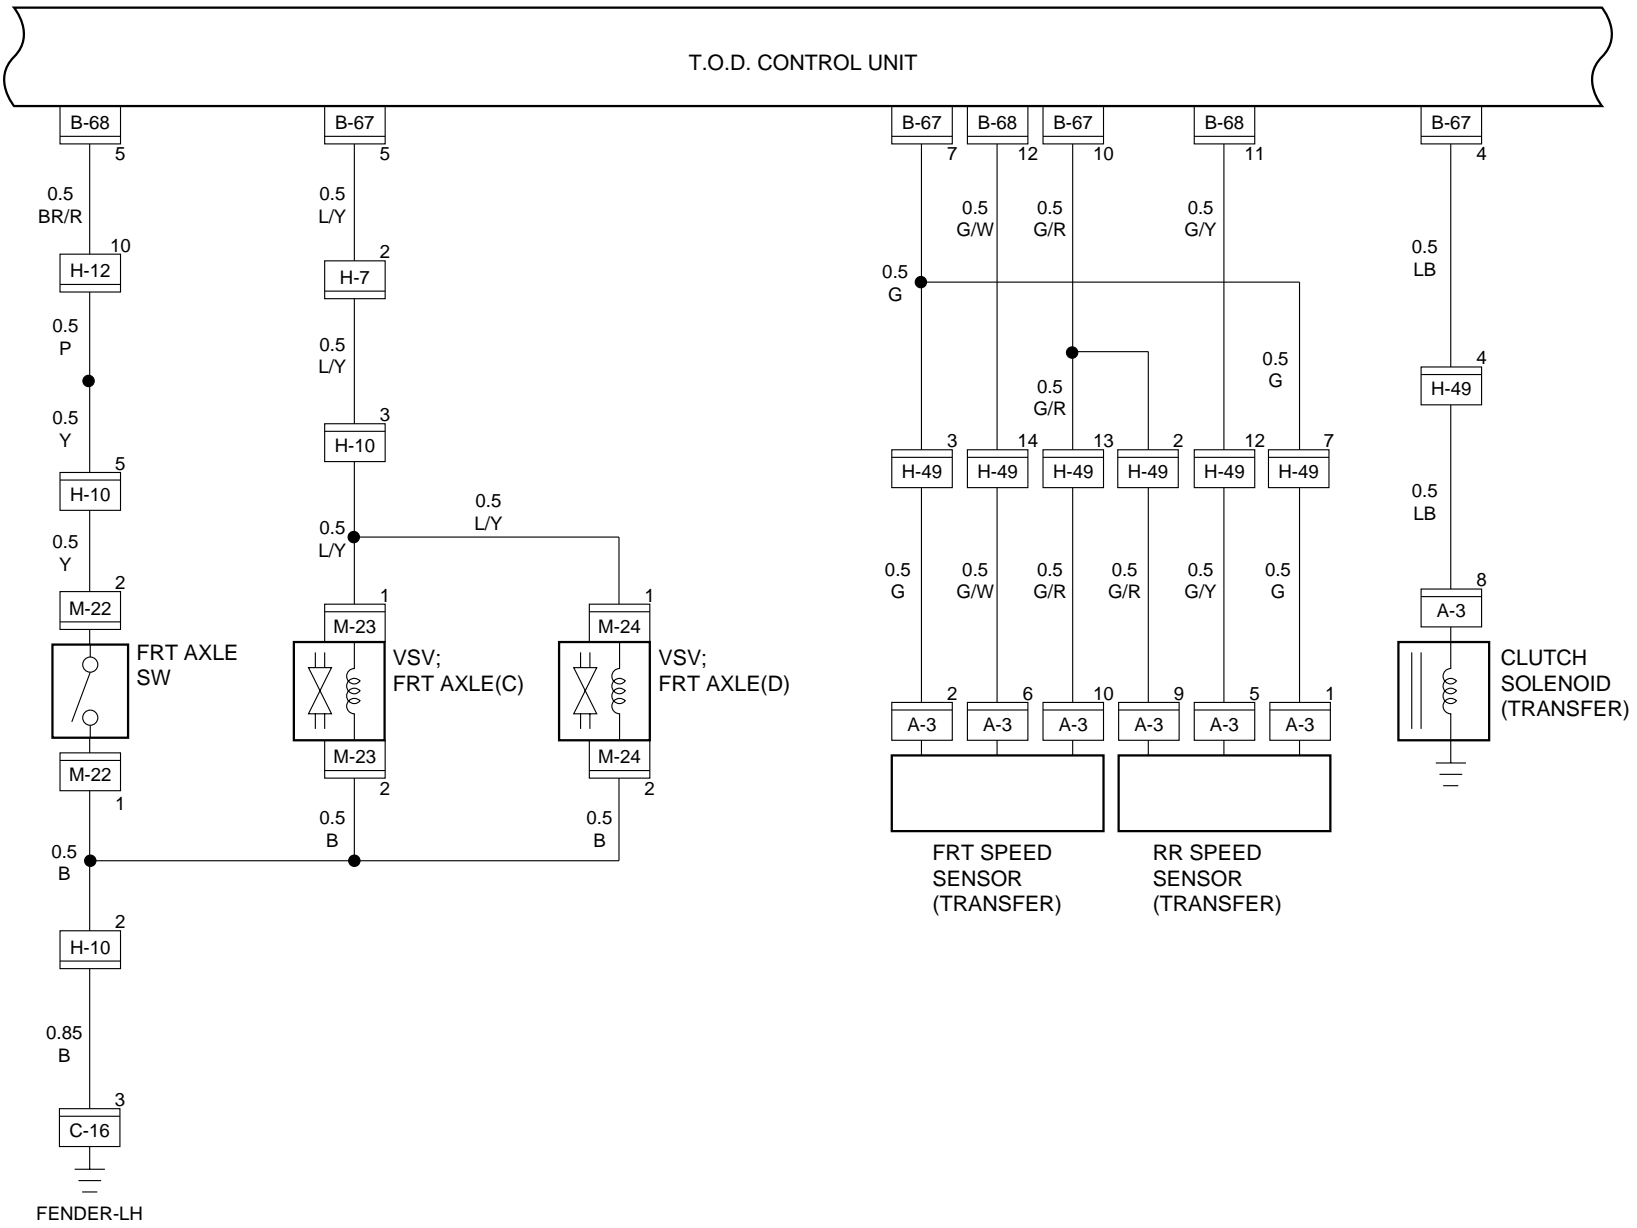 T.O.D. CONTROL UNIT
B-68 B-67 B-67 B-68 B-67 B-68 B-67
5 5 7 12 10 11 4
0.5 0.5 0.5 0.5 0.5
BR/R L/Y G/W G/R G/Y
10 2 0.5
H-12 H-7 LB
0.5
G
0.5 0.5 0.5 4
P L/Y G H-49
0.5
G/R
0.5 3
Y H-10
3 14 13 2 12 7
H-49 H-49 H-49 H-49 H-49 H-49
5
H-10
0.5 0.5
L/Y LB
0.5 0.5
Y L/Y
0.5 0.5 0.5 0.5 0.5 0.5
G G/W G/R G/R G/Y G
2 1 1 8
M-22 M-23 M-24 A-3
FRT AXLE
SW
VSV;
FRT AXLE(C)
VSV;
FRT AXLE(D)
CLUTCH
SOLENOID
(TRANSFER)
2 6 10 9 5 1
A-3 A-3 A-3 A-3 A-3 A-3
M-22 M-23 M-24
1 2 2
0.5 0.5
B B
0.5
B
FRT SPEED
SENSOR
(TRANSFER)
RR SPEED
SENSOR
(TRANSFER)
2
H-10
0.85
B
3
C-16
FENDER-LH